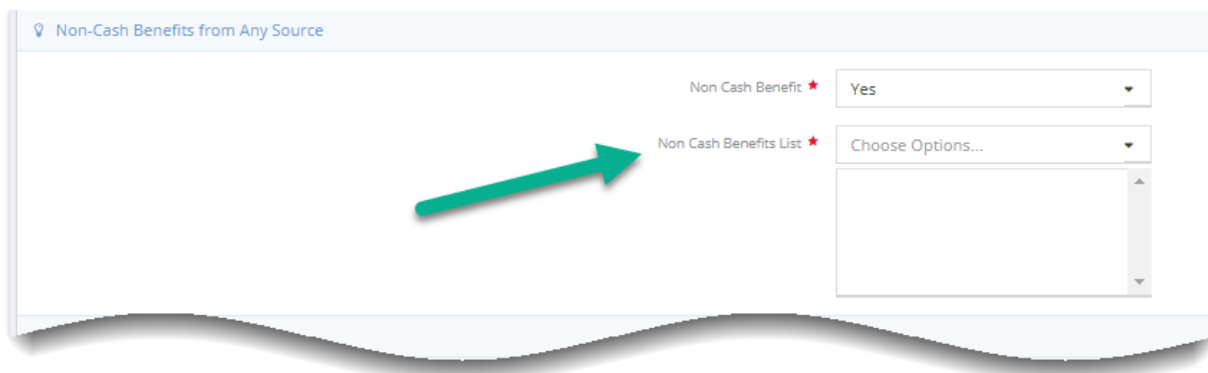 Non-Cash Benefits from Any Source
Non Cash Benefit * Yes
Non Cash Benefits List * Choose Options...